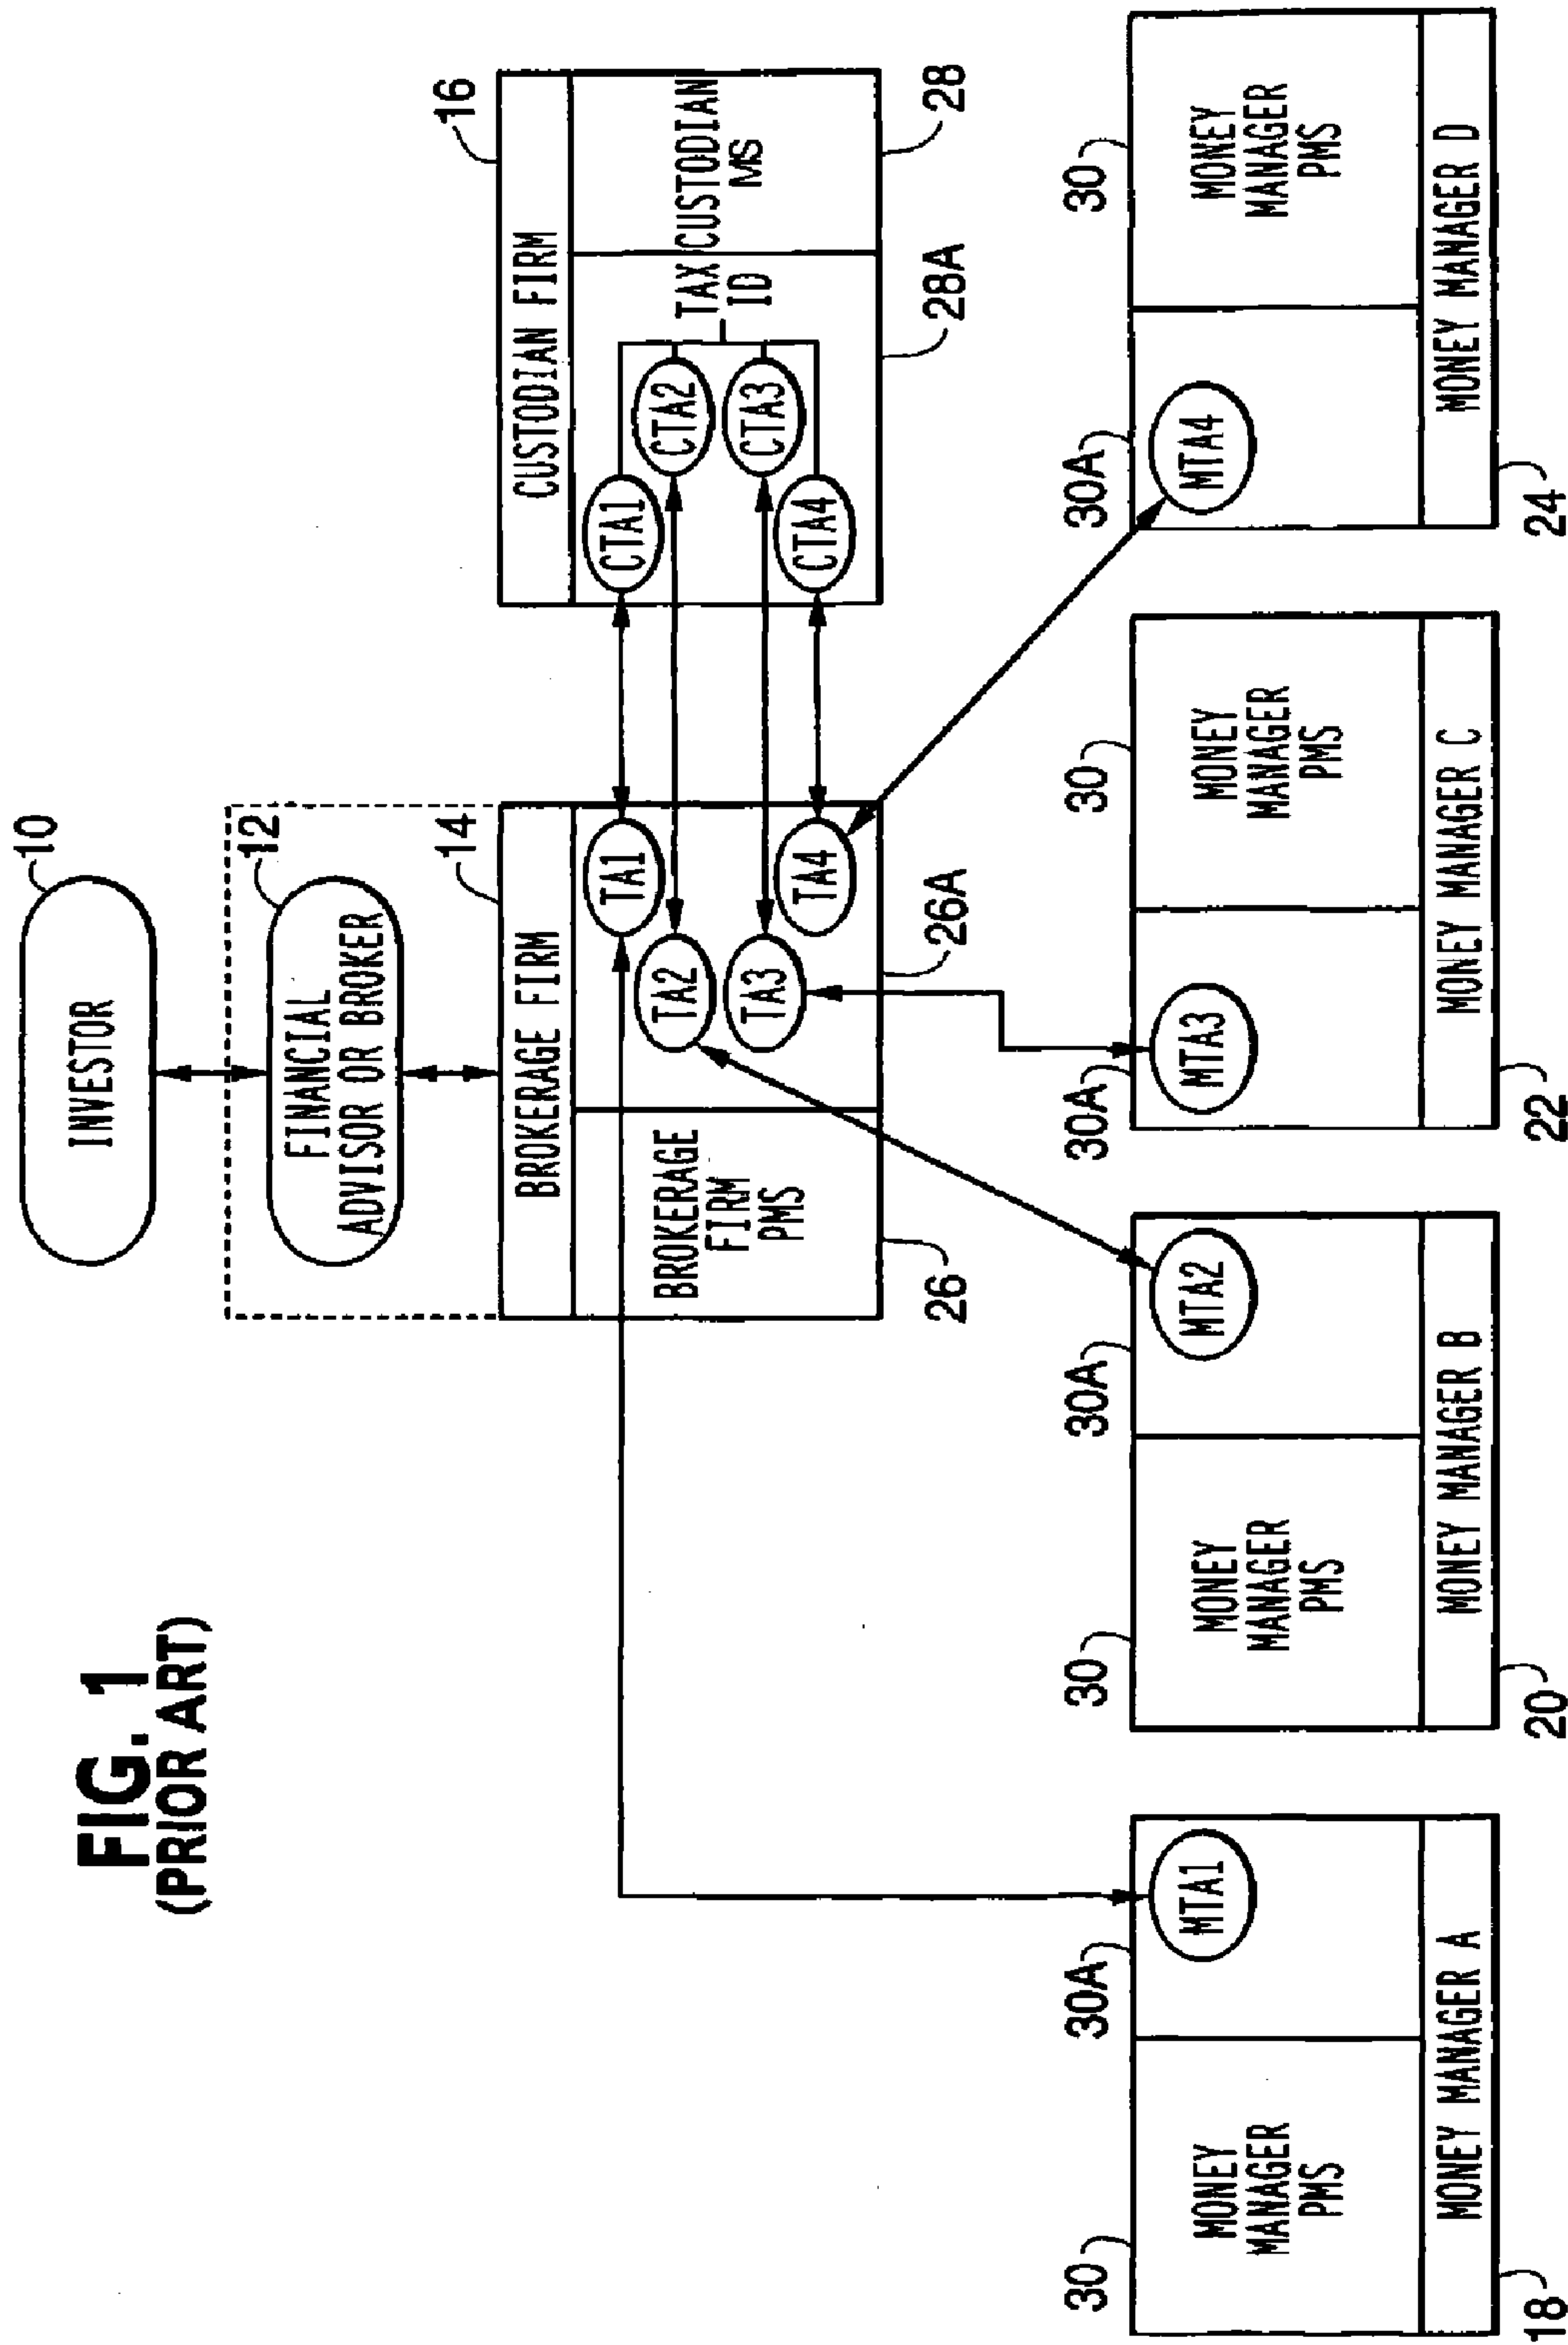 FIG. 1
(PRIOR ART)
10
INVESTOR
12
FINANCIAL
ADVISOR OR BROKER
14
BROKERAGE FIRM
BROKERAGE
FIRM
PMS
TA1
TA2
TA3
TA4
26
26A
16
CUSTODIAN FIRM
CTA1
CTA2
CTA3
CTA4
TAX
ID
CUSTODIAN
MS
28A
28
30
30A
MONEY
MANAGER
PMS
MTA1
MONEY MANAGER A
18
30
30A
MONEY
MANAGER
PMS
MTA2
MONEY MANAGER B
20
30A
30
MTA3
MONEY
MANAGER
PMS
MONEY MANAGER C
22
30A
30
MTA4
MONEY
MANAGER
PMS
MONEY MANAGER D
24